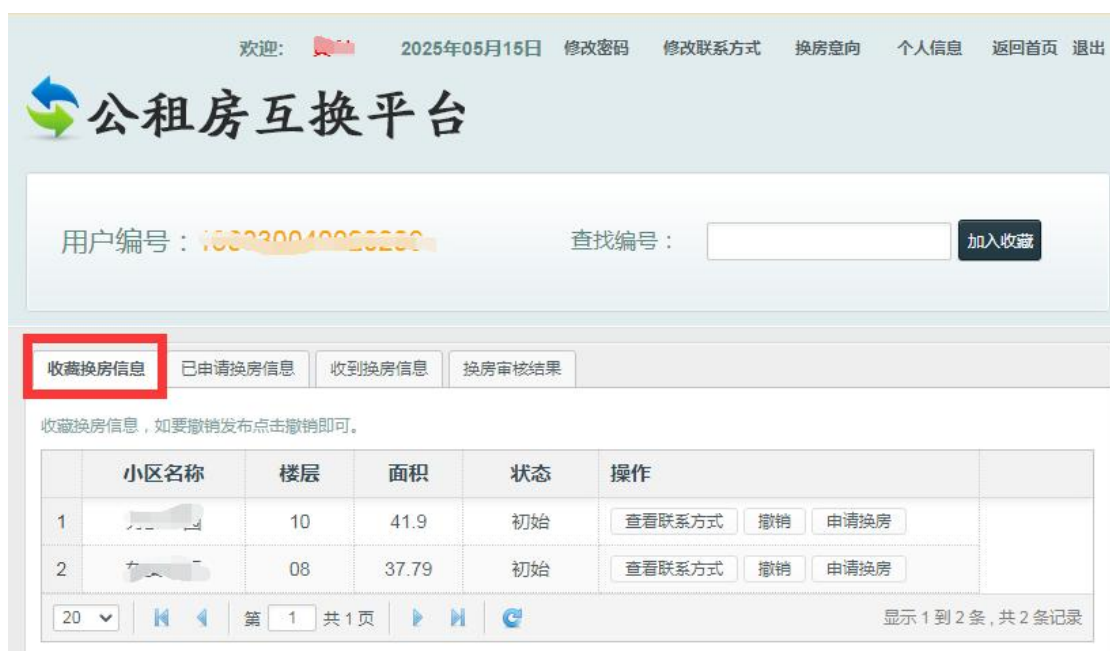 欢迎: 2025年05月15日 修改密码 修改联系方式 换房意向 个人信息 返回首页 退出
公租房互换平台
用户编号: 查找编号: 加入收藏
收藏换房信息 已申请换房信息 收到换房信息 换房审核结果
收藏换房信息,如要撤销发布点击撤销即可。
小区名称 楼层 面积 状态 操作
1 10 41.9 初始 查看联系方式 撤销 申请换房
2 08 37.79 初始 查看联系方式 撤销 申请换房
20 第 1 共1页 显示1到2条,共2条记录